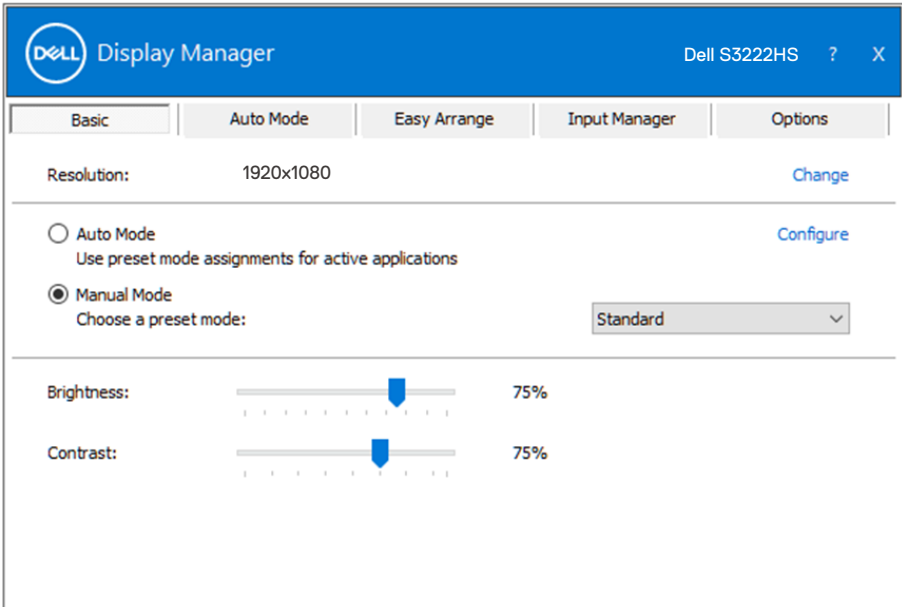 DELL Display Manager Dell S3222HS ? X
Basic Auto Mode Easy Arrange Input Manager Options
Resolution: 1920x1080 Change
Auto Mode Configure
Use preset mode assignments for active applications
Manual Mode
Choose a preset mode: Standard
Brightness: 75%
Contrast: 75%